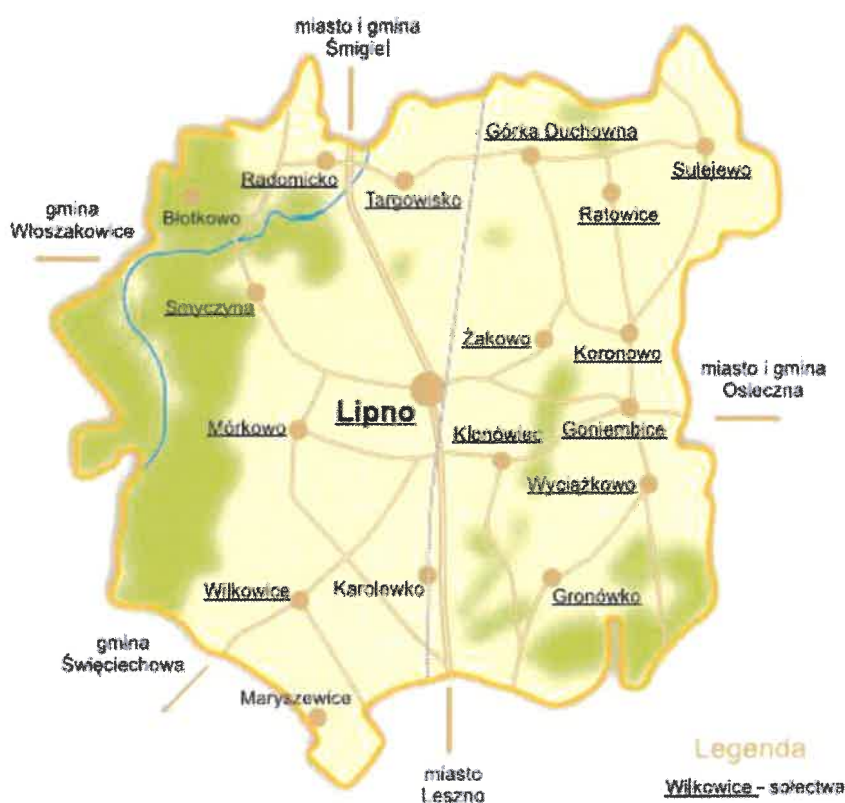 miasto i gmina
Śmigiel
Górka Duchowna
Sulejewo
Radomicko
Targowisko
Ratowice
Błotkowo
gmina
Włoszakowice
Smyczyna
Żakowo
Koronowo
miasto i gmina
Osieczna
Lipno
Mórkowo
Klonówiec
Goniembice
Wyciążkowo
Wilkowice
Karolewko
Gronówko
gmina
Święciechowa
Maryszewice
Legenda
miasto
Leszno
Wilkowice - sołectwa